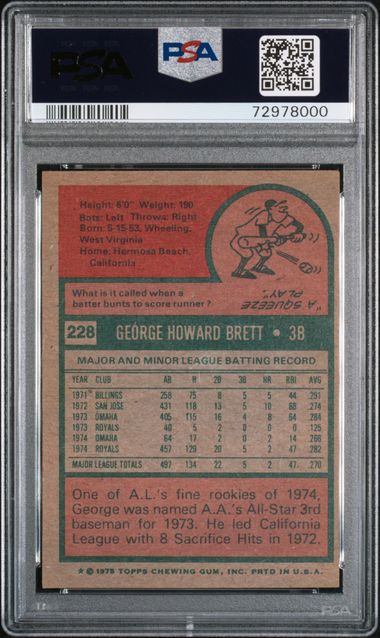 PSA
PSA
72978000
Height: 6'0" Weight: 190
Bats: Left Throws: Right
Born: 5-15-53, Wheeling,
West Virginia
Home: Hermosa Beach,
California
What is it called when a
batter bunts to score runner?
"A SQUEEZE
PLAY".
228 GEORGE HOWARD BRETT • 3B
MAJOR AND MINOR LEAGUE BATTING RECORD
YEAR CLUB AB H 2B 3B HR RBI AVG
1971 BILLINGS 258 75 8 5 5 44 .291
1972 SAN JOSE 431 118 13 5 10 68 .274
1973 OMAHA 405 115 16 4 8 64 .284
1973 ROYALS 40 5 2 0 0 0 .125
1974 OMAHA 64 17 2 0 2 14 .266
1974 ROYALS 457 129 20 5 2 47 .282
MAJOR LEAGUE TOTALS 497 134 22 5 2 47 .270
One of A.L.'s fine rookies of 1974,
George was named A.A.'s All-Star 3rd
baseman for 1973. He led California
League with 8 Sacrifice Hits in 1972.
★ © 1975 TOPPS CHEWING GUM, INC. PRTD IN U.S.A.
PSA